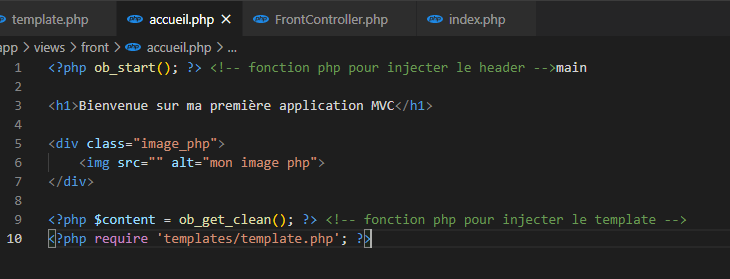 template.php accueil.php × FrontController.php index.php
app > views > front > accueil.php > ...
1 <?php ob_start(); ?> <!-- fonction php pour injecter le header -->main
2
3 <h1>Bienvenue sur ma première application MVC</h1>
4
5 <div class="image_php">
6 <img src="" alt="mon image php">
7 </div>
8
9 <?php $content = ob_get_clean(); ?> <!-- fonction php pour injecter le template -->
10 <?php require 'templates/template.php'; ?>